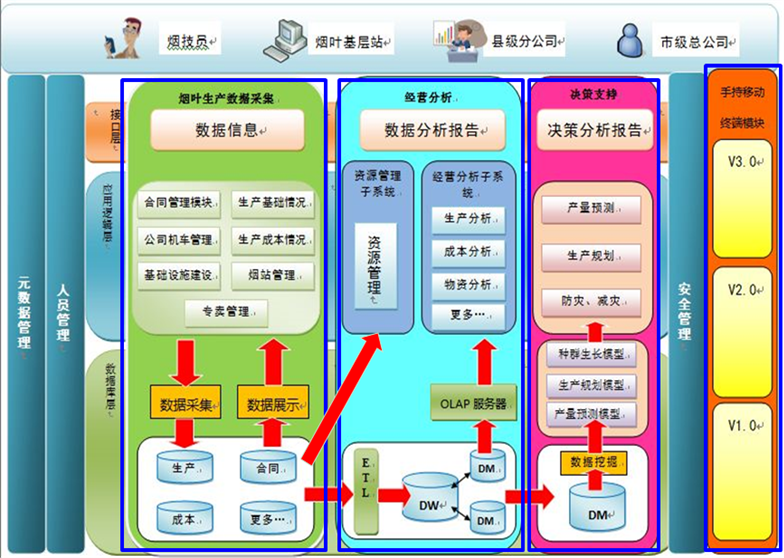 烟技员
烟叶基层站
县级分公司
市级总公司
元数据管理
人员管理
接口层
应用逻辑层
数据库层
烟叶生产数据采集
数据信息
合同管理模块
生产基础情况
公司机车管理
生产成本情况
基础设施建设
烟站管理
专卖管理
数据采集
数据展示
生产
合同
成本
更多…
经营分析
数据分析报告
资源管理
子系统
资源管理
经营分析子系
统
生产分析
成本分析
物资分析
更多…
OLAP 服务器
ETL
DW
DM
DM
决策支持
决策分析报告
产量预测
生产规划
防灾、减灾
种群生长模型
生产规划模型
产量预测模型
数据挖掘
DM
安全管理
手持移动
终端模块
V3.0
V2.0
V1.0